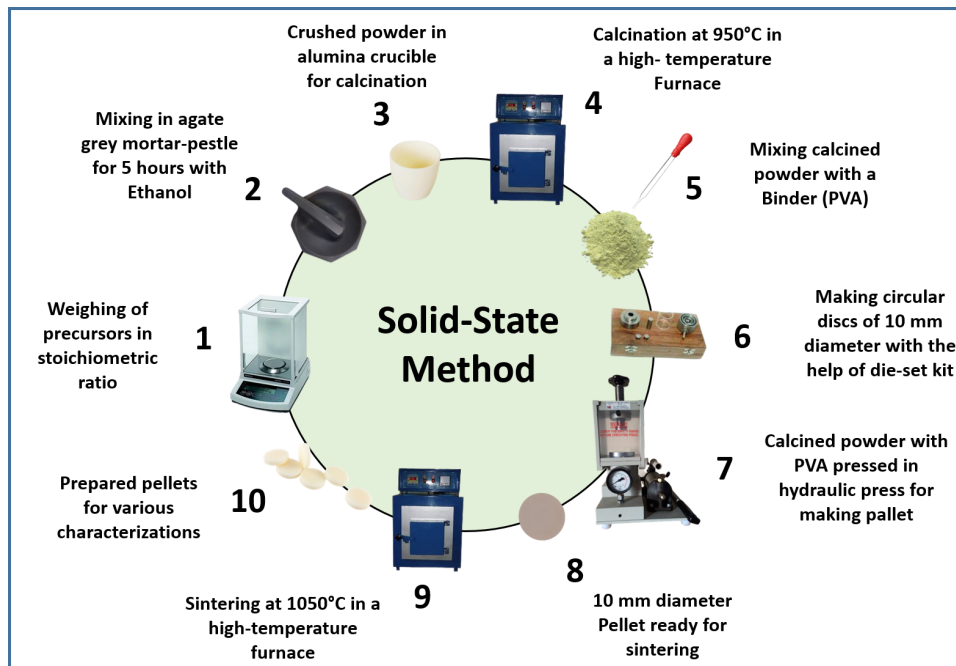 Solid-State
Method
1
Weighing of
precursors in
stoichiometric
ratio
2
Mixing in agate
grey mortar-pestle
for 5 hours with
Ethanol
3
Crushed powder in
alumina crucible
for calcination
4
Calcination at 950°C in
a high- temperature
Furnace
5
Mixing calcined
powder with a
Binder (PVA)
6
Making circular
discs of 10 mm
diameter with the
help of die-set kit
7
Calcined powder with
PVA pressed in
hydraulic press for
making pallet
8
10 mm diameter
Pellet ready for
sintering
9
Sintering at 1050°C in a
high-temperature
furnace
10
Prepared pellets
for various
characterizations